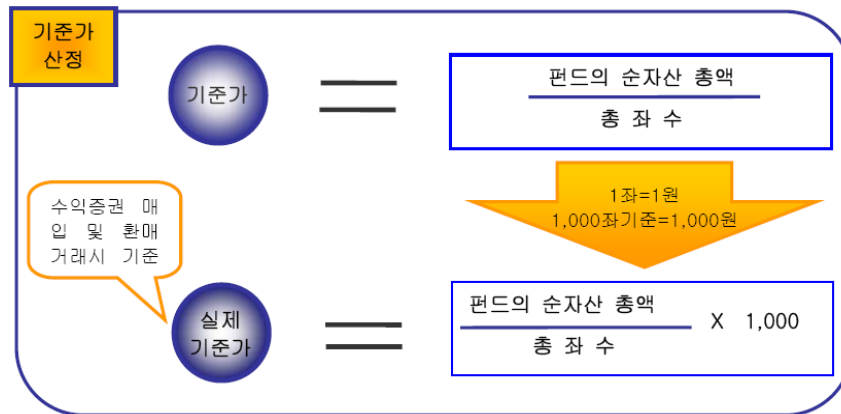 기준가
산정
기준가
펀드의 순자산 총액
총 좌 수
1좌=1원
1,000좌기준=1,000원
수익증권 매
입 및 환매
거래시 기준
실제
기준가
펀드의 순자산 총액
X 1,000
총 좌 수